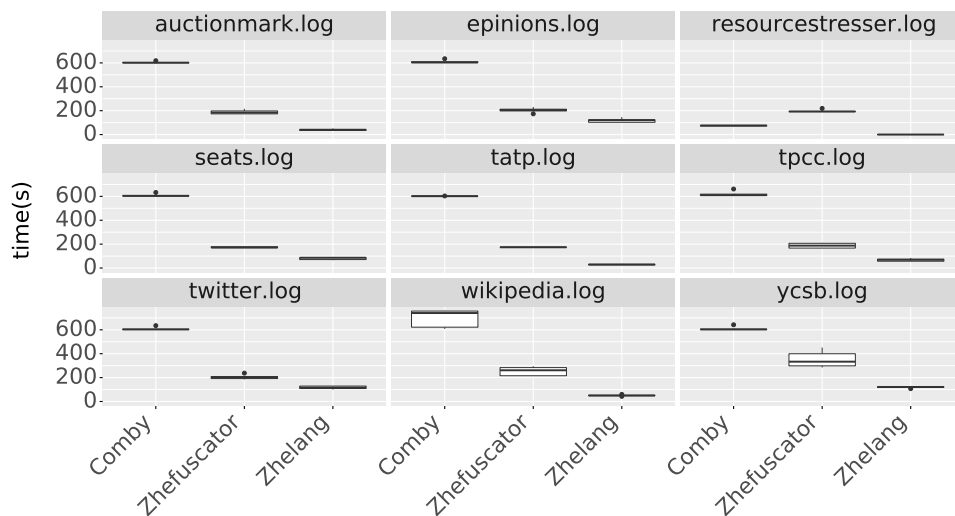 auctionmark.log epinions.log resourcestresser.log
600
400
200
0
seats.log tatp.log tpcc.log
600
400
200
0
time(s)
twitter.log wikipedia.log ycsb.log
600
400
200
0
Comby Zhefuscator Zhelang Comby Zhefuscator Zhelang Comby Zhefuscator Zhelang